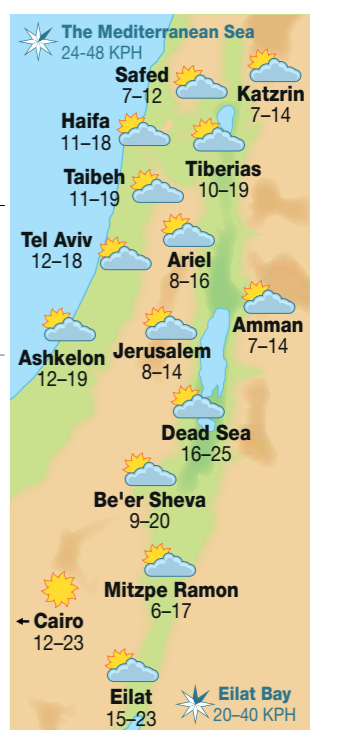 The Mediterranean Sea
24-48 KPH
Safed
7–12
Katzrin
7–14
Haifa
11–18
Tiberias
10–19
Taibeh
11–19
Tel Aviv
12–18
Ariel
8–16
Amman
7–14
Ashkelon
12–19
Jerusalem
8–14
Dead Sea
16–25
Be'er Sheva
9–20
Mitzpe Ramon
6–17
←Cairo
12–23
Eilat
15–23
Eilat Bay
20–40 KPH